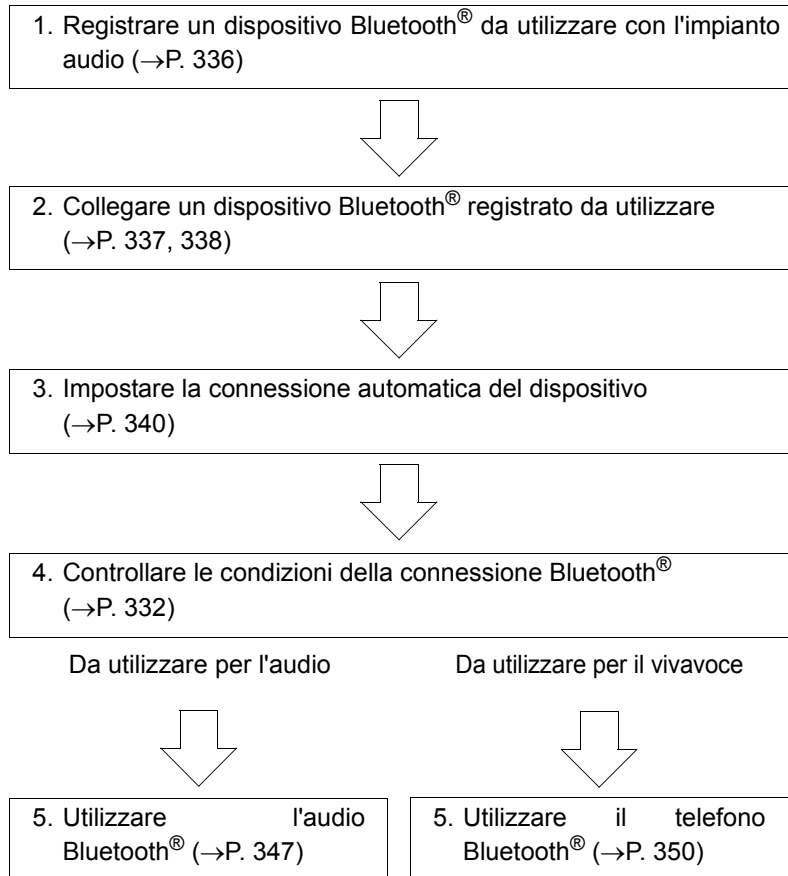 1. Registrare un dispositivo Bluetooth® da utilizzare con l'impianto
audio (→P. 336)
2. Collegare un dispositivo Bluetooth® registrato da utilizzare
(→P. 337, 338)
3. Impostare la connessione automatica del dispositivo
(→P. 340)
4. Controllare le condizioni della connessione Bluetooth®
(→P. 332)
Da utilizzare per l'audio
Da utilizzare per il vivavoce
5. Utilizzare l'audio
Bluetooth® (→P. 347)
5. Utilizzare il telefono
Bluetooth® (→P. 350)